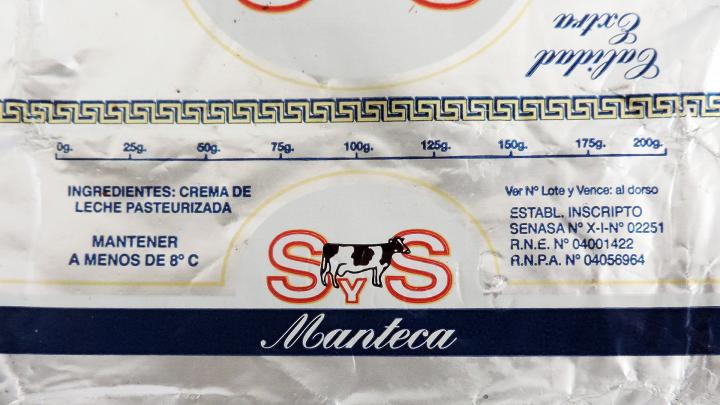 Calidad
Extra
0g. 25g. 50g. 75g. 100g. 125g. 150g. 175g. 200g.
INGREDIENTES: CREMA DE
LECHE PASTEURIZADA
MANTENER
A MENOS DE 8º C
SYS
Ver Nº Lote y Vence: al dorso
ESTABL. INSCRIPTO
SENASA Nº X-I-Nº 02251
R.N.E. Nº 04001422
R.N.P.A. Nº 04056964
Manteca